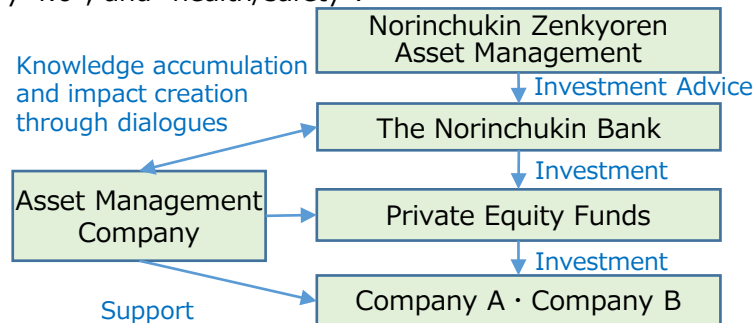 Norinchukin Zenkyoren
Asset Management
Knowledge accumulation
and impact creation
through dialogues
Investment Advice
The Norinchukin Bank
Investment
Asset Management
Company
Private Equity Funds
Investment
Company A・Company B
Support